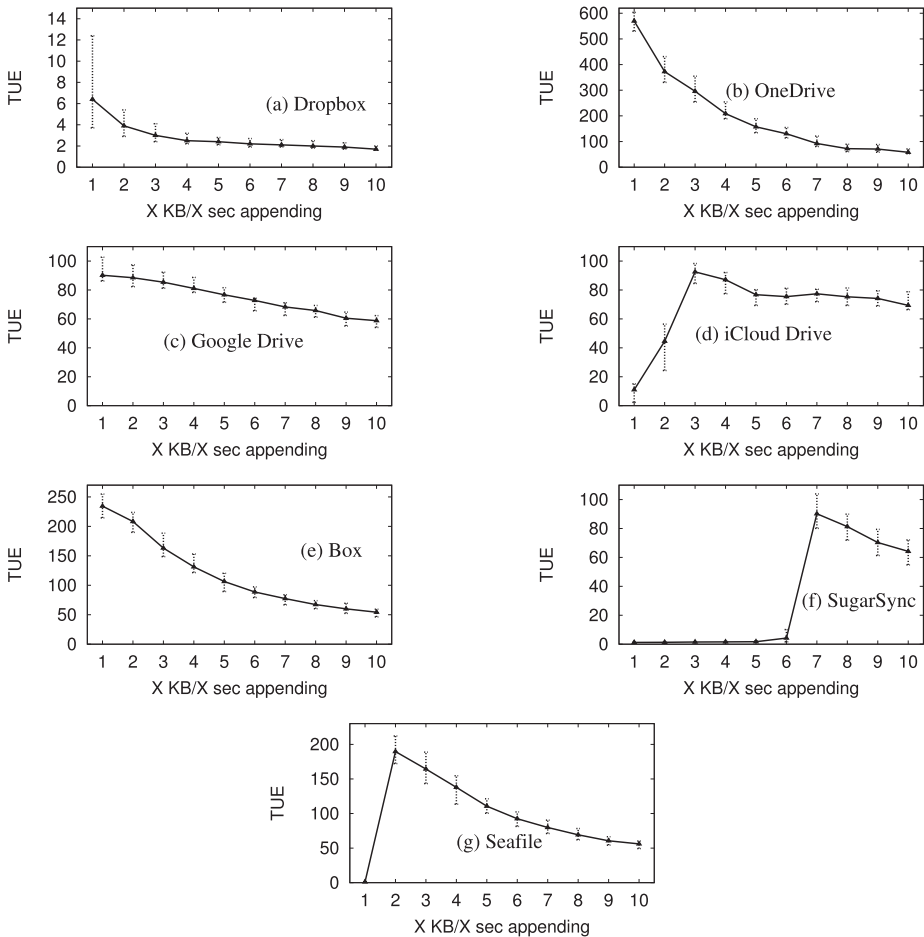 14
12
10
8
6
4
2
0
TUE
(a) Dropbox
1 2 3 4 5 6 7 8 9 10
X KB/X sec appending
600
500
400
300
200
100
0
TUE
(b) OneDrive
1 2 3 4 5 6 7 8 9 10
X KB/X sec appending
100
80
60
40
20
0
TUE
(c) Google Drive
1 2 3 4 5 6 7 8 9 10
X KB/X sec appending
100
80
60
40
20
0
TUE
(d) iCloud Drive
1 2 3 4 5 6 7 8 9 10
X KB/X sec appending
250
200
150
100
50
0
TUE
(e) Box
1 2 3 4 5 6 7 8 9 10
X KB/X sec appending
100
80
60
40
20
0
TUE
(f) SugarSync
1 2 3 4 5 6 7 8 9 10
X KB/X sec appending
200
150
100
50
0
TUE
(g) Seafile
1 2 3 4 5 6 7 8 9 10
X KB/X sec appending